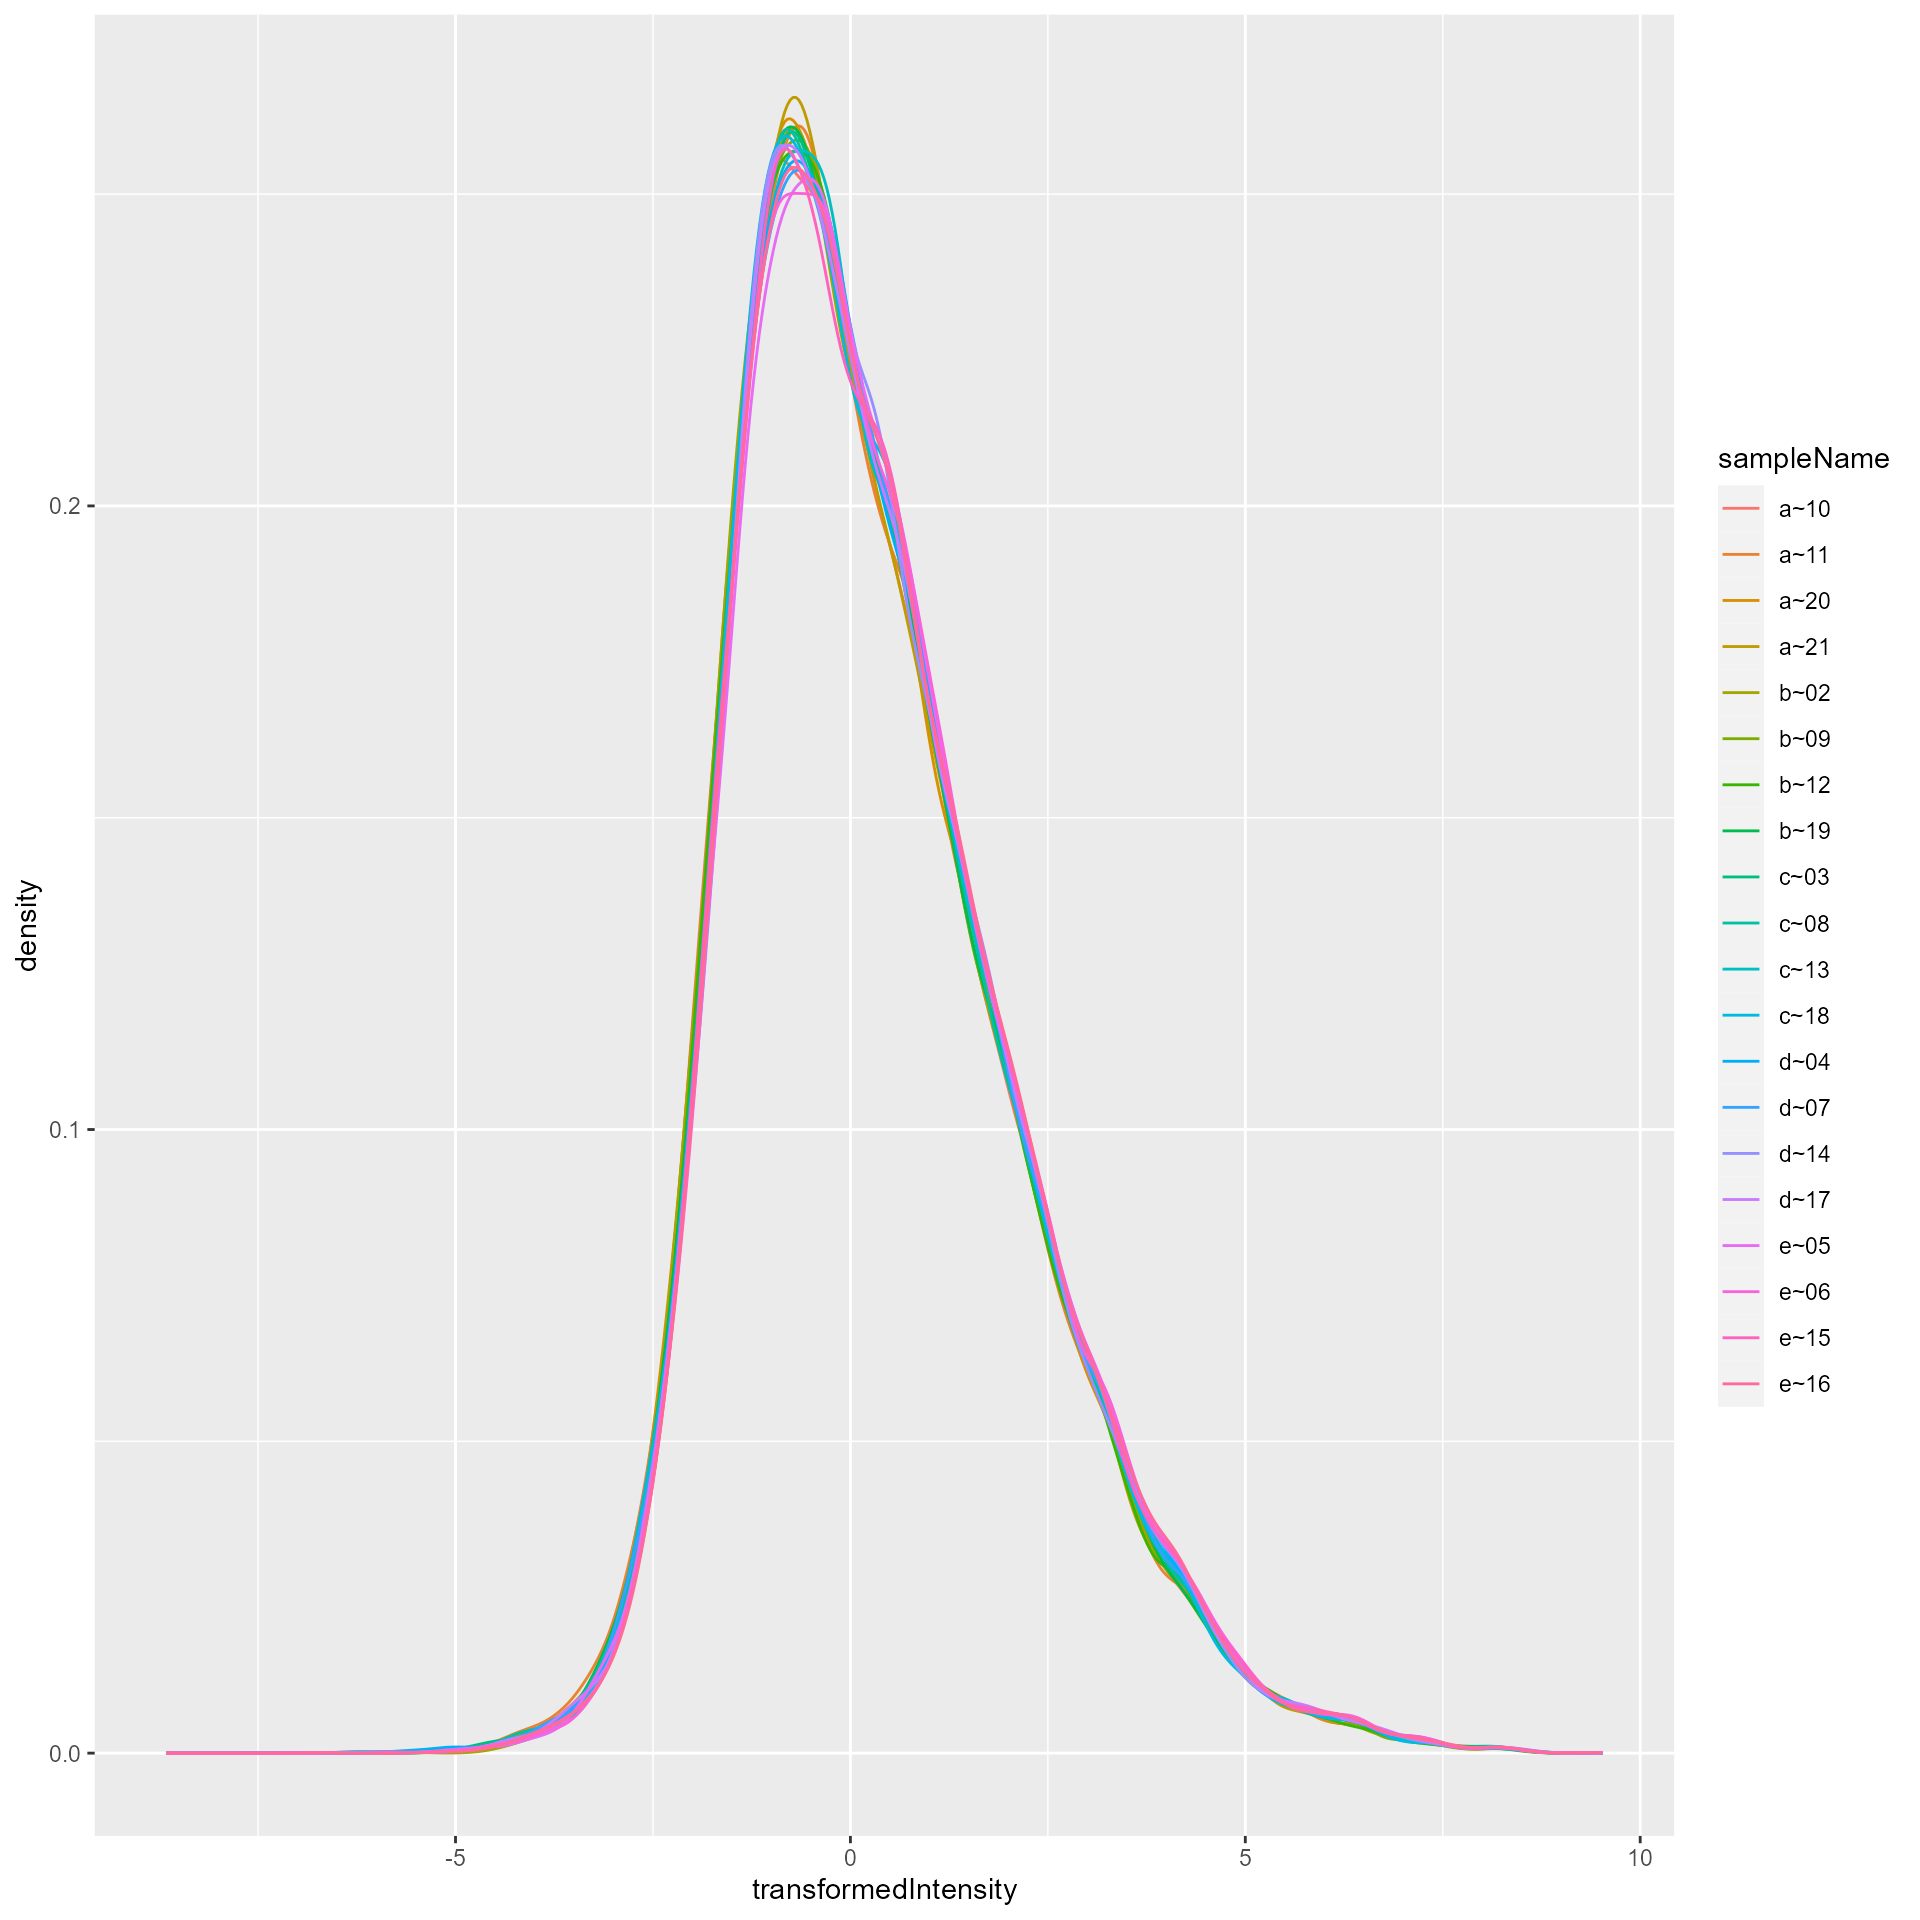 density
0.2
0.1
0.0
-5
0
5
10
transformedIntensity
sampleName
a~10
a~11
a~20
a~21
b~02
b~09
b~12
b~19
c~03
c~08
c~13
c~18
d~04
d~07
d~14
d~17
e~05
e~06
e~15
e~16